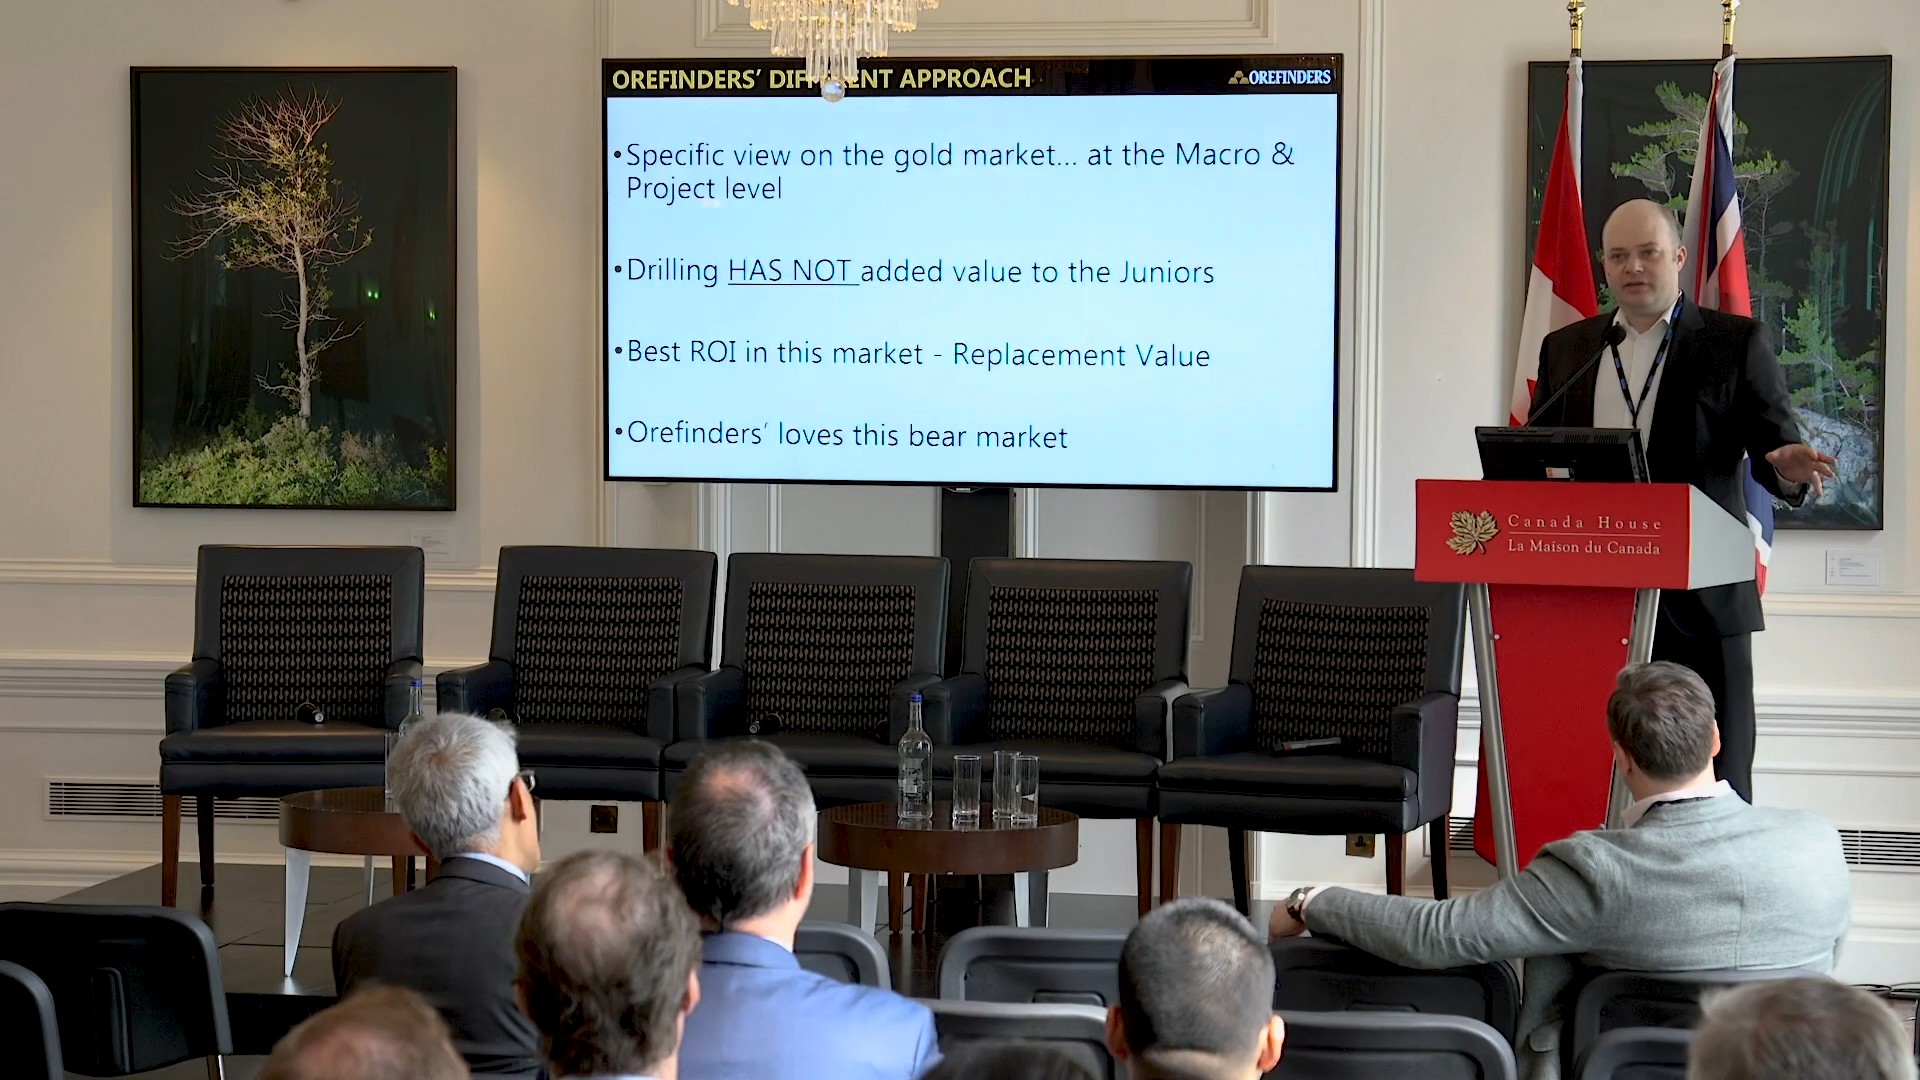 OREFINDERS’ DIFFERENT APPROACH
OREFINDERS
•Specific view on the gold market... at the Macro &
Project level
•Drilling HAS NOT added value to the Juniors
•Best ROI in this market - Replacement Value
•Orefinders’ loves this bear market
Canada House
La Maison du Canada